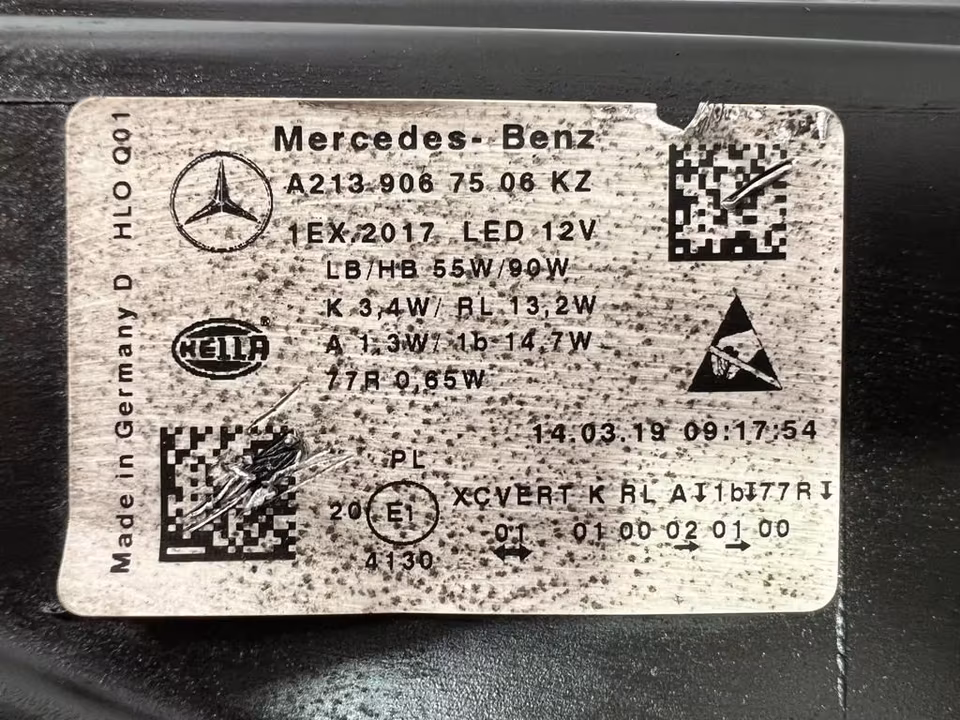 Mercedes- Benz
A213 906 75 06 KZ
1EX.2017 LED 12V
LB/HB 55W/90W
K 3,4W/ RL 13,2W
A 1,3W/ 1b 14,7W
77R 0,65W
HELLA®
Made in Germany D HLO Q01
14.03.19 09:17:54
PL
20 E1
4130
XCVERT K RL A↧1b↧77R↧
01 01 00 02 01 00
↔ → →